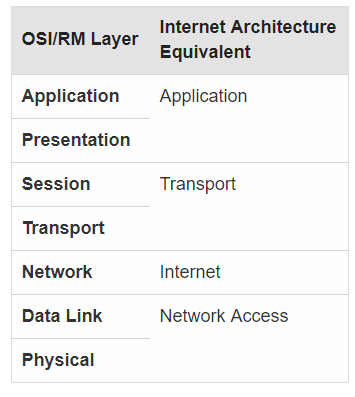 OSI/RM Layer Internet Architecture
Equivalent
Application Application
Presentation
Session Transport
Transport
Network Internet
Data Link Network Access
Physical